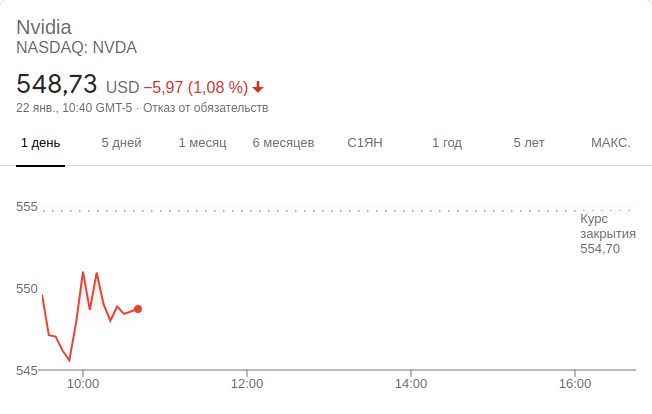 Nvidia
NASDAQ: NVDA
548,73 USD −5,97 (1,08 %)
22 янв., 10:40 GMT-5 · Отказ от обязательств
1 день 5 дней 1 месяц 6 месяцев С1ЯН 1 год 5 лет МАКС.
555
Курс
закрытия
554,70
550
545
10:00 12:00 14:00 16:00